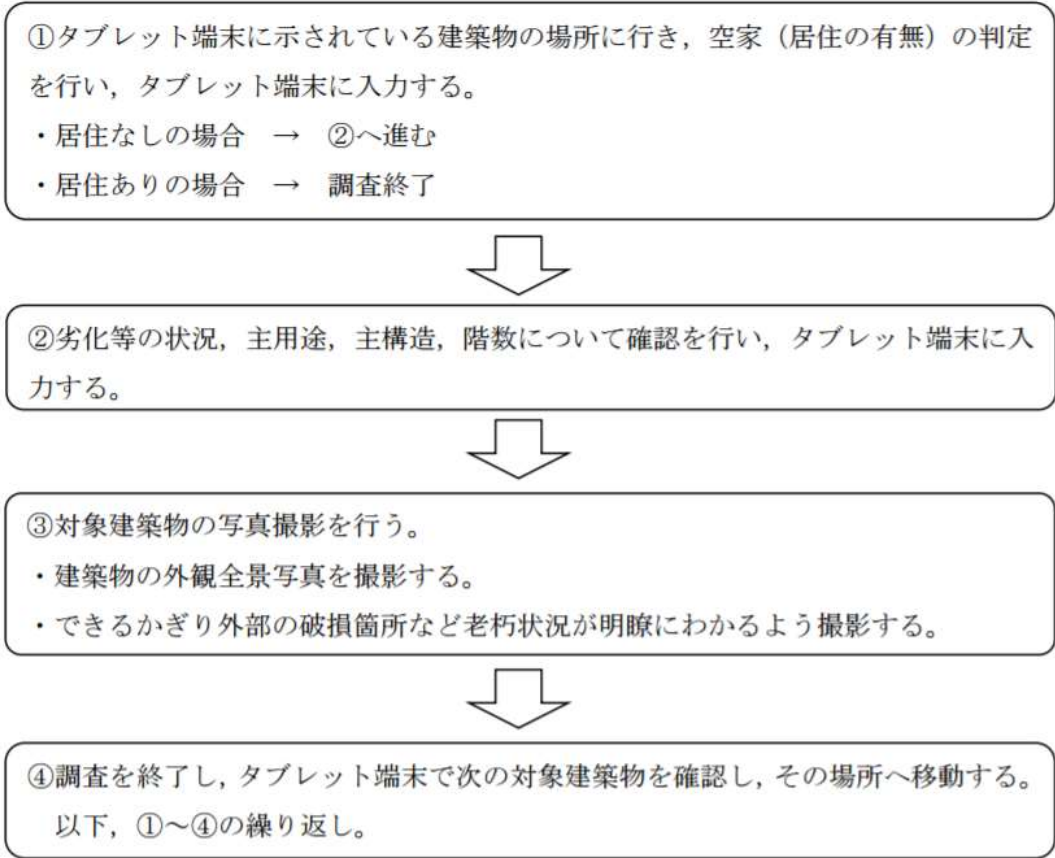 ①タブレット端末に示されている建築物の場所に行き，空家（居住の有無）の判定
を行い，タブレット端末に入力する。
・居住なしの場合　→　②へ進む
・居住ありの場合　→　調査終了
②劣化等の状況，主用途，主構造，階数について確認を行い，タブレット端末に入
力する。
③対象建築物の写真撮影を行う。
・建築物の外観全景写真を撮影する。
・できるかぎり外部の破損箇所など老朽状況が明瞭にわかるよう撮影する。
④調査を終了し，タブレット端末で次の対象建築物を確認し，その場所へ移動する。
以下，①～④の繰り返し。